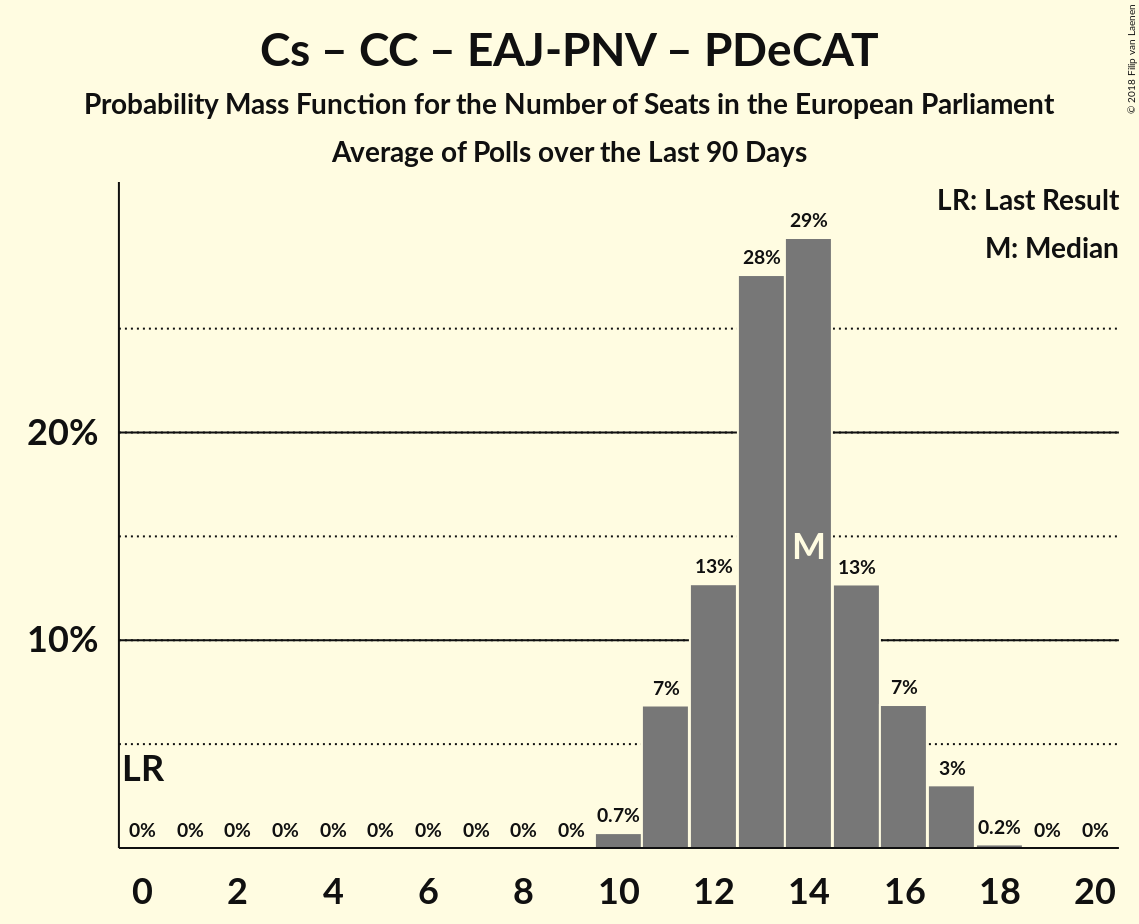 Cs – CC – EAJ-PNV – PDeCAT
Probability Mass Function for the Number of Seats in the European Parliament
Average of Polls over the Last 90 Days
© 2018 Filip van Laenen
LR: Last Result
M: Median
20%
10%
LR
0% 0% 0% 0% 0% 0% 0% 0% 0% 0% 0.7% 7% 13% 28% 29% 13% 7% 3% 0.2% 0% 0%
M
0 2 4 6 8 10 12 14 16 18 20